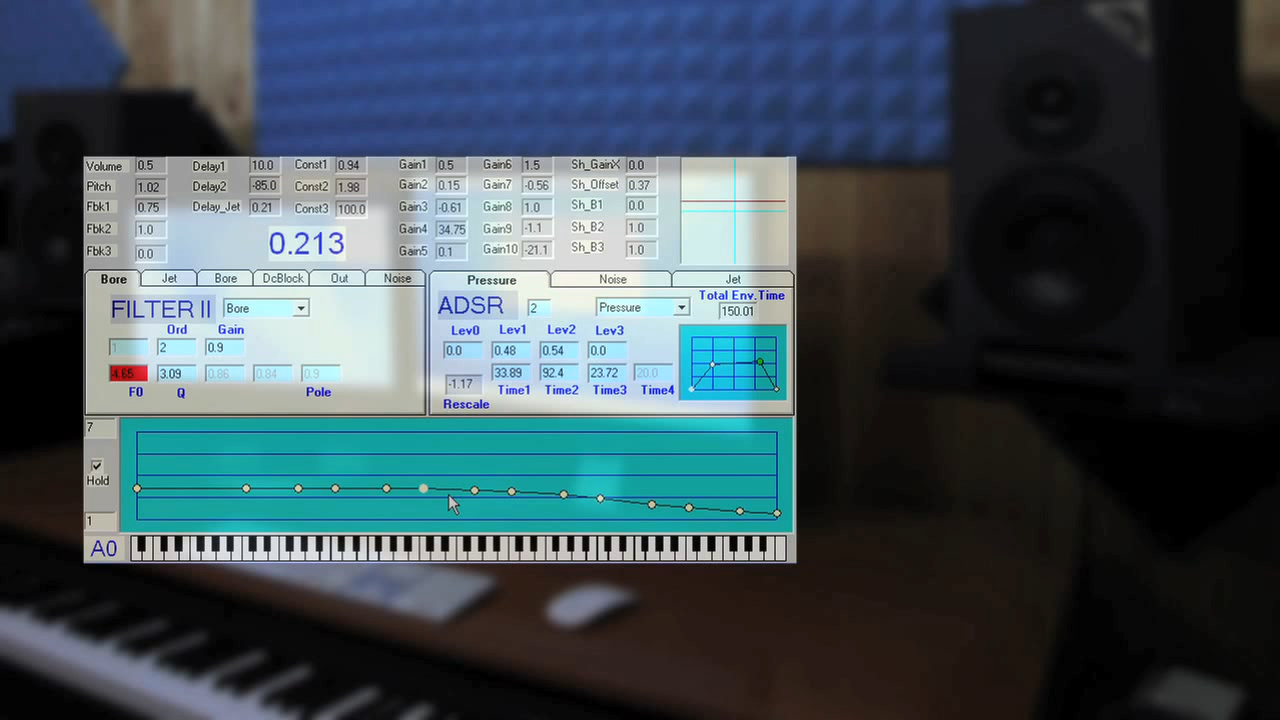 Volume 0.5 Delay1 10.0 Const1 0.94 Gain1 0.5 Gain6 1.5 Sh_GainX 0.0
Pitch 1.02 Delay2 -85.0 Const2 1.98 Gain2 0.15 Gain7 -0.56 Sh_Offset 0.37
Fbk1 0.75 Delay_Jet 0.21 Const3 100.0 Gain3 -0.61 Gain8 1.0 Sh_B1 0.0
Fbk2 1.0 Gain4 34.75 Gain9 -1.1 Sh_B2 1.0
Fbk3 0.0 0.213 Gain5 0.1 Gain10 -21.1 Sh_B3 1.0
Bore Jet Bore DcBlock Out Noise Pressure Noise Jet
FILTER II Bore ADSR 2 Pressure Total Env.Time
150.01
Ord Gain Lev0 Lev1 Lev2 Lev3
1 2 0.9 0.0 0.48 0.54 0.0
4.65 3.09 0.86 0.84 0.9 -1.17 33.89 92.4 23.72 20.0
F0 Q Pole Time1 Time2 Time3 Time4
Rescale
7
Hold
1
A0